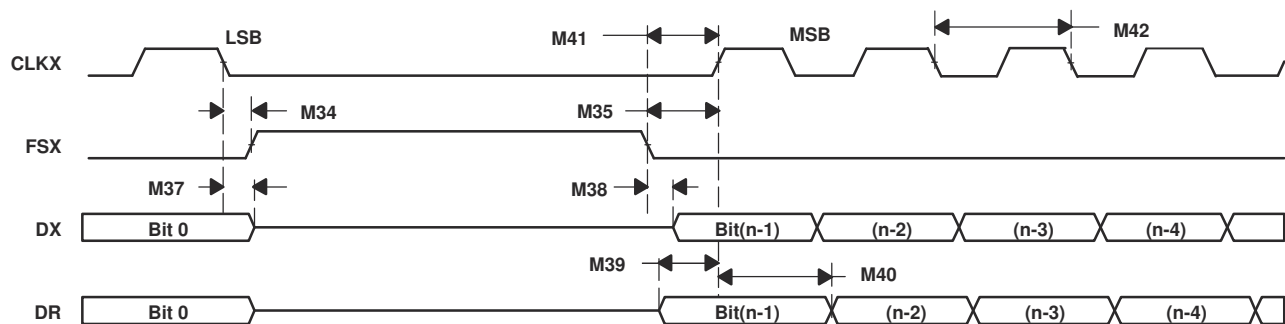 LSB M41 MSB M42
CLKX
M34 M35
FSX
M37 M38
DX Bit 0 Bit(n-1) (n-2) (n-3) (n-4)
M39 M40
DR Bit 0 Bit(n-1) (n-2) (n-3) (n-4)